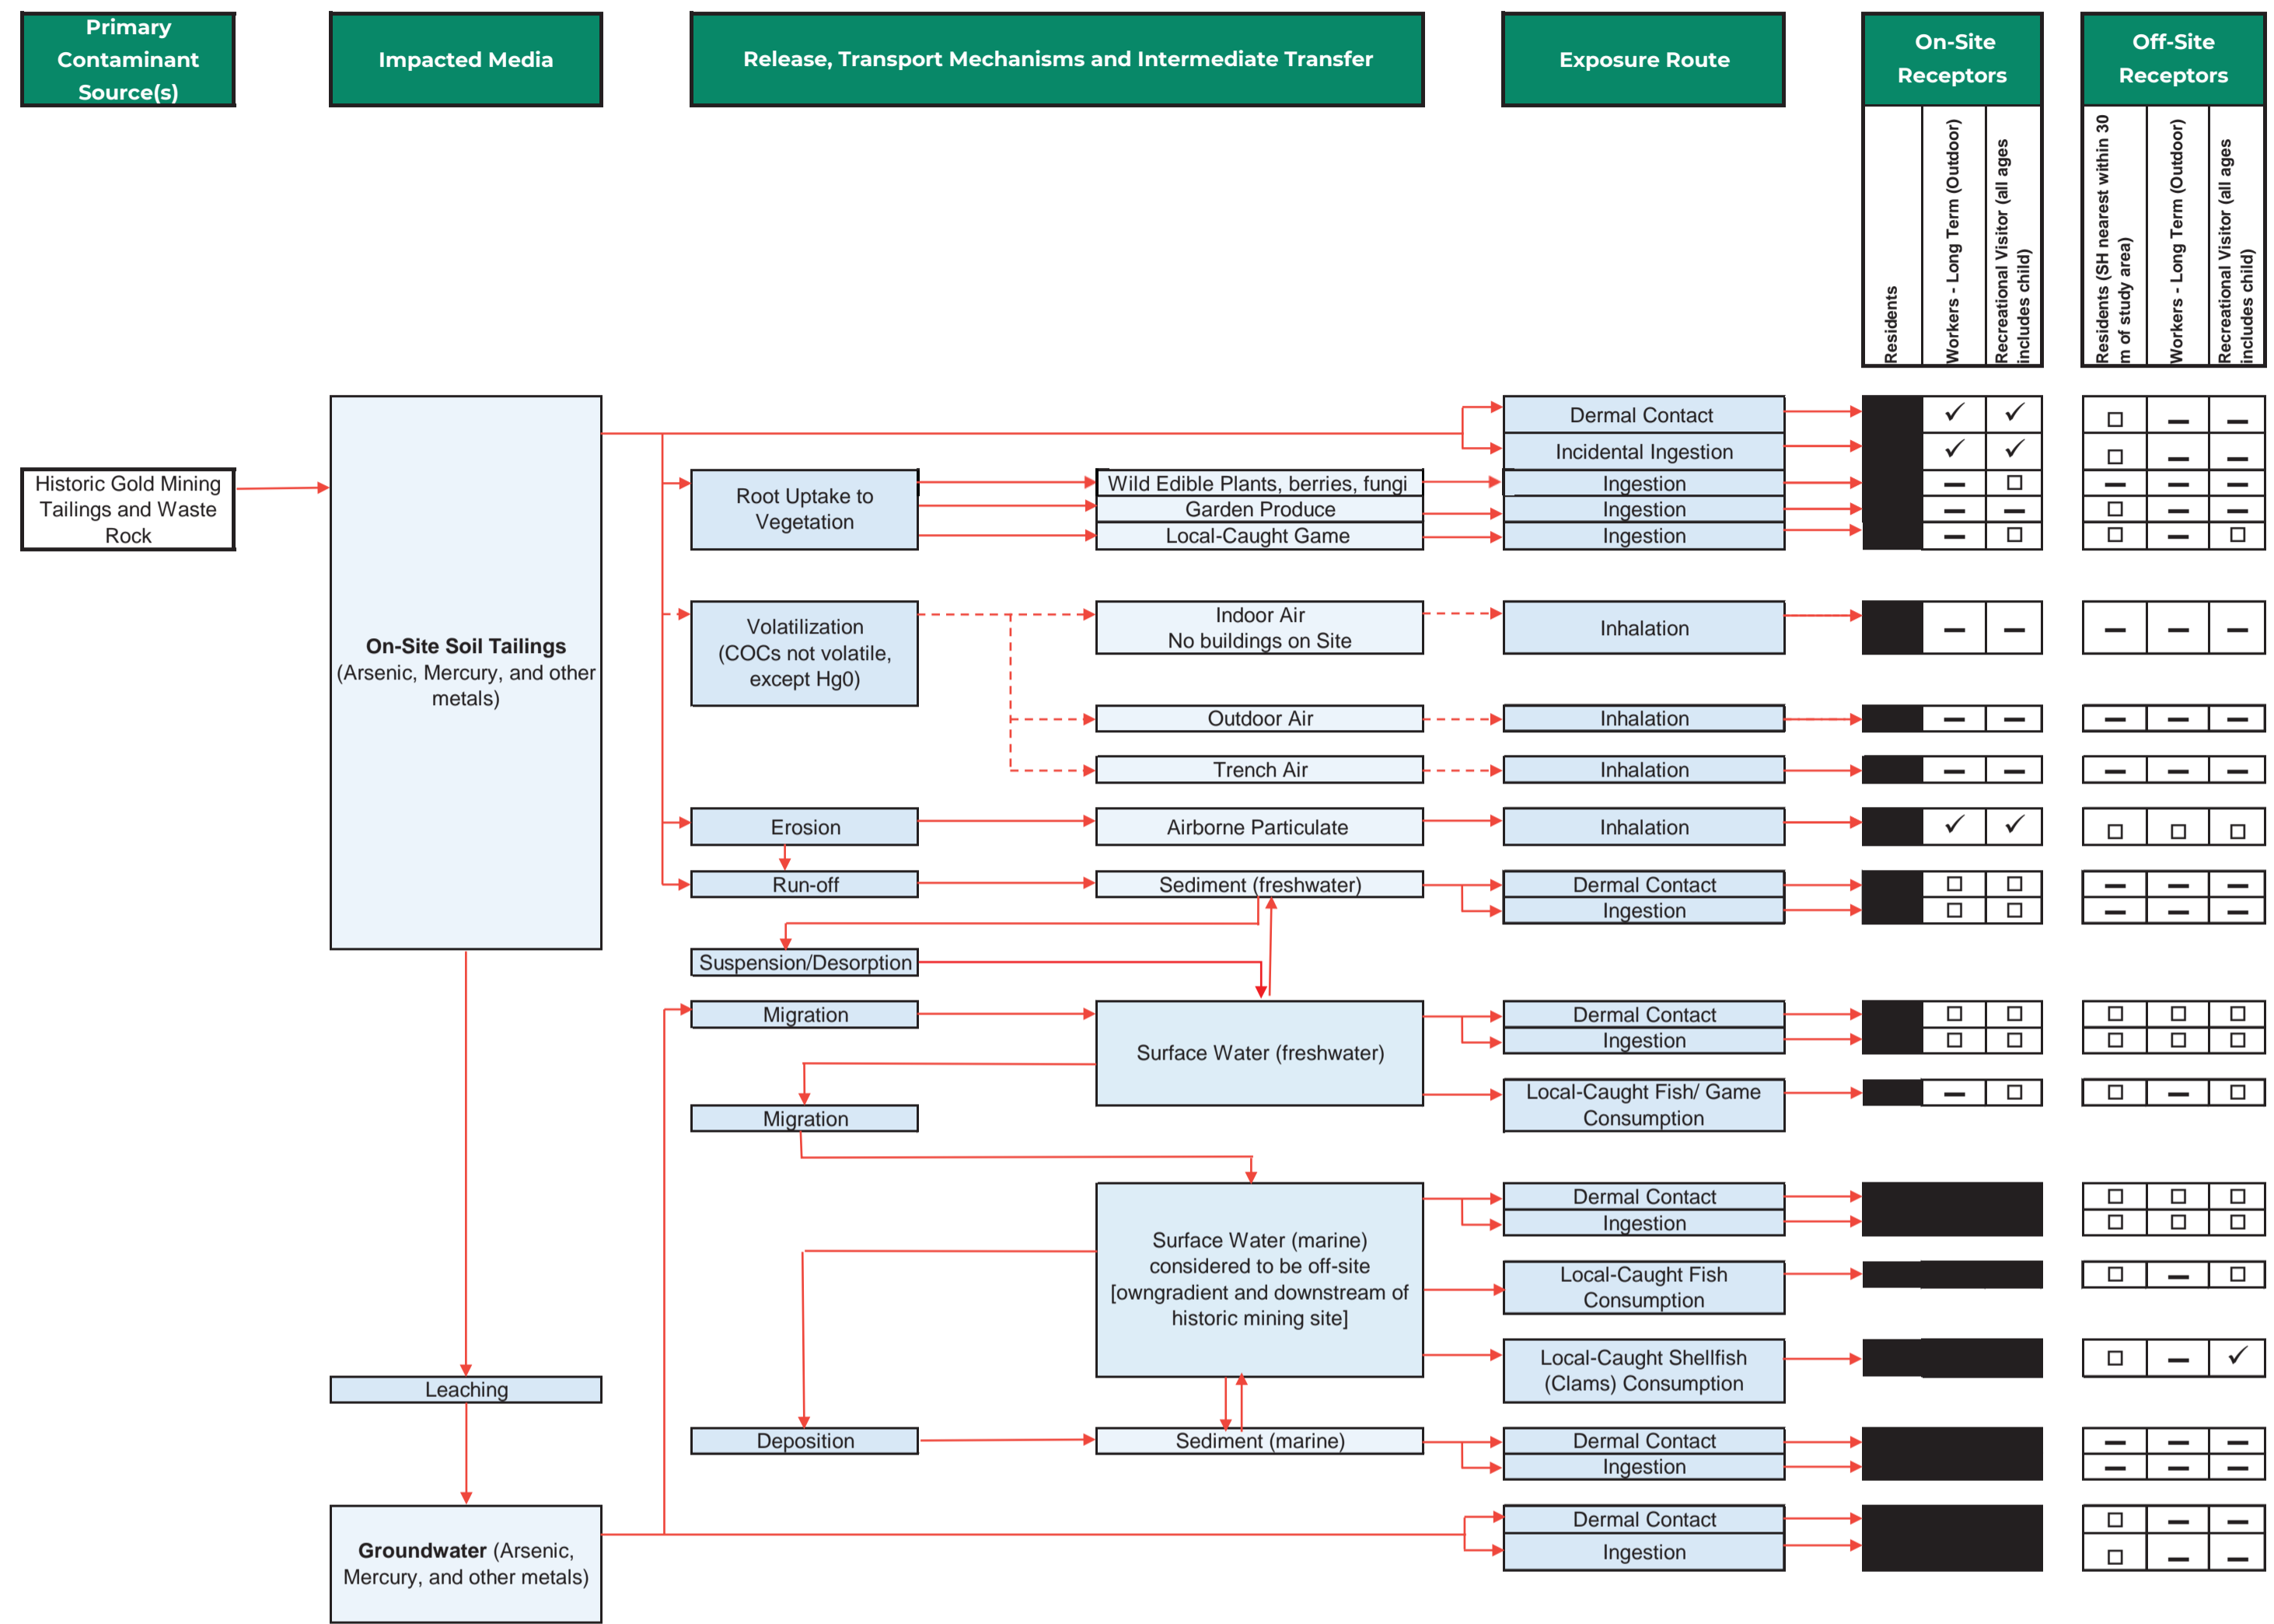 Primary
Contaminant
Source(s)
Impacted Media
Release, Transport Mechanisms and Intermediate Transfer
Exposure Route
On-Site
Receptors
Off-Site
Receptors
Residents
Workers - Long Term (Outdoor)
Recreational Visitor (all ages
includes child)
Residents (SH nearest within 30
m of study area)
Workers - Long Term (Outdoor)
Recreational Visitor (all ages
includes child)
Historic Gold Mining
Tailings and Waste
Rock
On-Site Soil Tailings
(Arsenic, Mercury, and other
metals)
Dermal Contact
✓ ✓ □ – –
Incidental Ingestion
✓ ✓ □ – –
Root Uptake to
Vegetation
Wild Edible Plants, berries, fungi
Ingestion
– □ – – –
Garden Produce
Ingestion
– – □ – –
Local-Caught Game
Ingestion
– □ □ – □
Volatilization
(COCs not volatile,
except Hg0)
Indoor Air
No buildings on Site
Inhalation
– – – – –
Outdoor Air
Inhalation
– – – – –
Trench Air
Inhalation
– – – – –
Erosion
Airborne Particulate
Inhalation
✓ ✓ □ □ □
Run-off
Sediment (freshwater)
Dermal Contact
□ □ – – –
Ingestion
□ □ – – –
Suspension/Desorption
Migration
Surface Water (freshwater)
Dermal Contact
□ □ □ □ □
Ingestion
□ □ □ □ □
Local-Caught Fish/ Game
Consumption
– □ □ – □
Migration
Surface Water (marine)
considered to be off-site
[owngradient and downstream of
historic mining site]
Dermal Contact
□ □ □
Ingestion
□ □ □
Local-Caught Fish
Consumption
□ – □
Local-Caught Shellfish
(Clams) Consumption
□ – ✓
Leaching
Deposition
Sediment (marine)
Dermal Contact
– – –
Ingestion
– – –
Groundwater (Arsenic,
Mercury, and other metals)
Dermal Contact
□ – –
Ingestion
□ – –